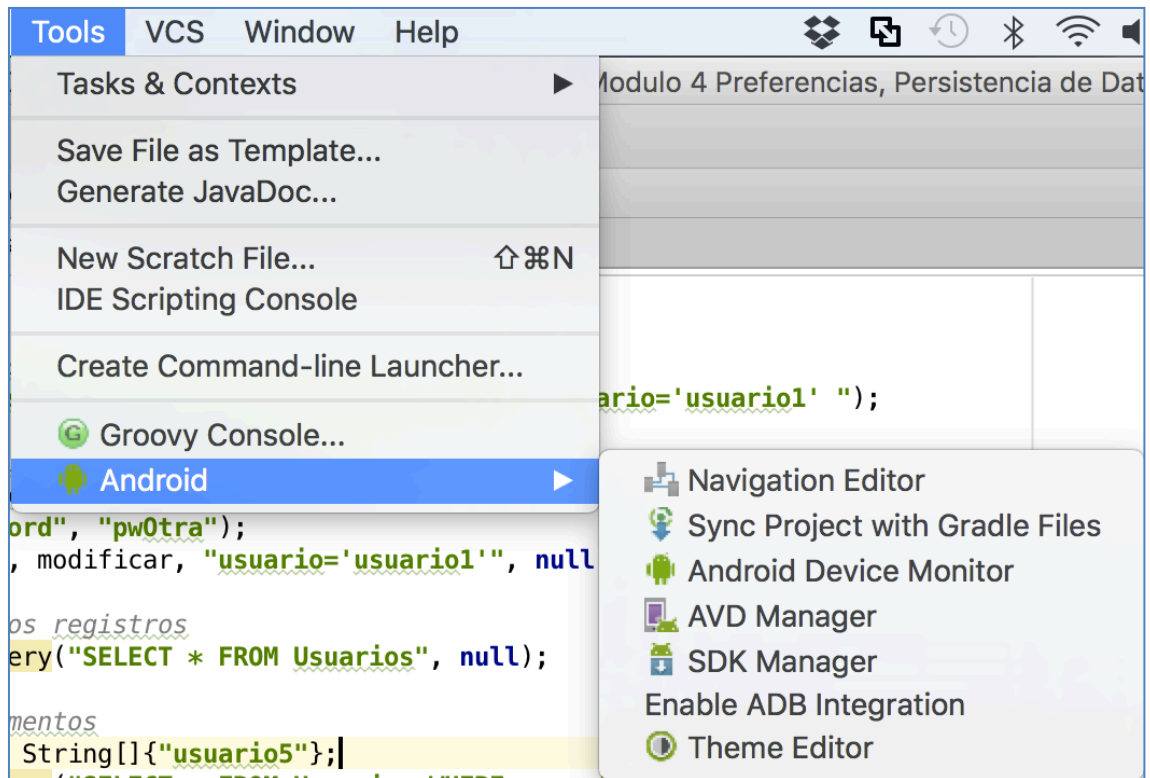 Tools VCS Window Help
Tasks & Contexts
Modulo 4 Preferencias, Persistencia de Dat
Save File as Template...
Generate JavaDoc...
New Scratch File... ⇧⌘N
IDE Scripting Console
Create Command-line Launcher...
ario='usuario1' ");
Groovy Console...
Android
Navigation Editor
Sync Project with Gradle Files
Android Device Monitor
AVD Manager
SDK Manager
Enable ADB Integration
Theme Editor
ord", "pwOtra");
, modificar, "usuario='usuario1'", null
os registros
ery("SELECT * FROM Usuarios", null);
mentos
String[]{"usuario5"};